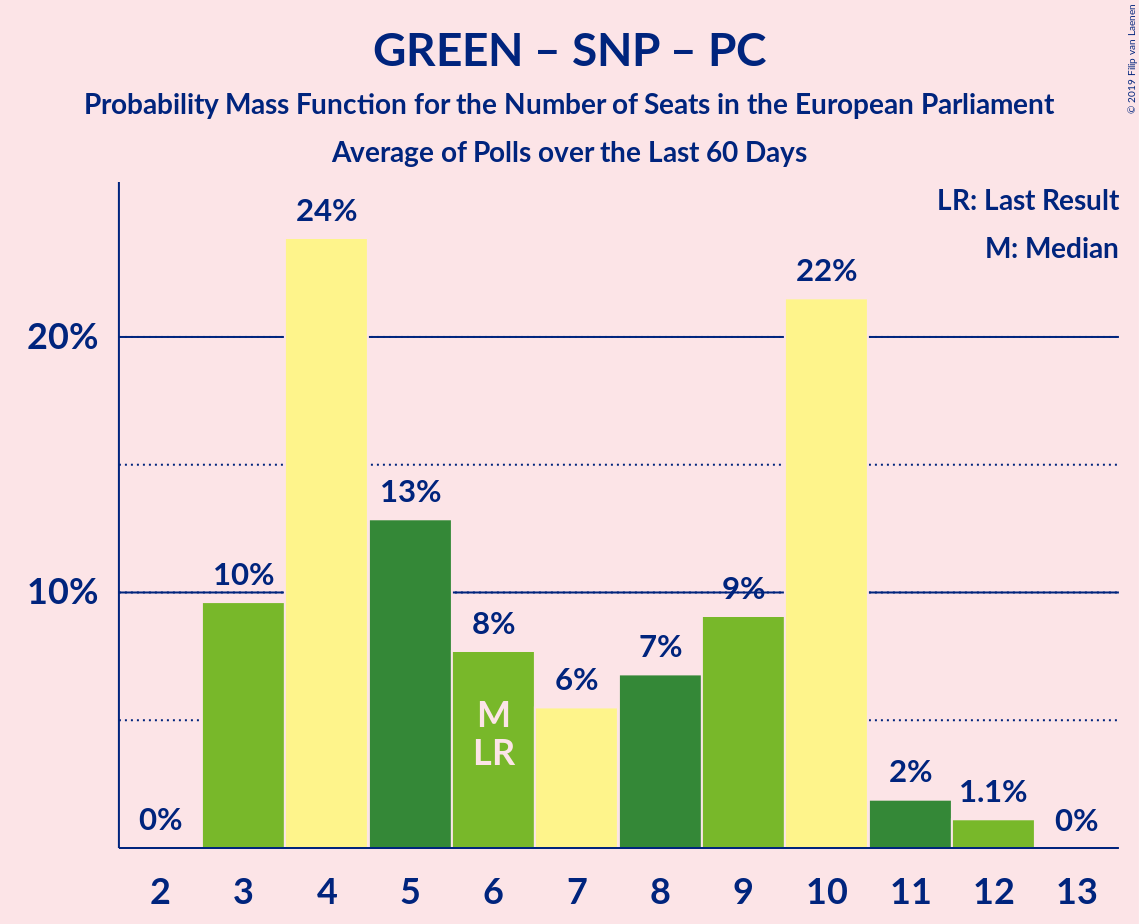 GREEN – SNP – PC
Probability Mass Function for the Number of Seats in the European Parliament
Average of Polls over the Last 60 Days
© 2019 Filip van Laenen
LR: Last Result
M: Median
24%
22%
20%
13%
10%
10%
9%
8%
7%
6%
M
LR
2%
1.1%
0%
0%
2 3 4 5 6 7 8 9 10 11 12 13